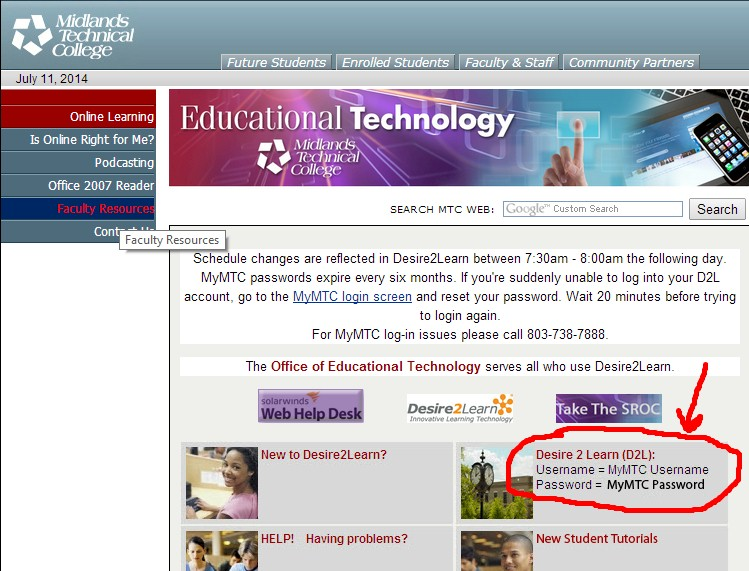 Midlands
Technical
College
Future Students
Enrolled Students
Faculty & Staff
Community Partners
July 11, 2014
Online Learning
Is Online Right for Me?
Podcasting
Office 2007 Reader
Faculty Resources
Contact Us
Faculty Resources
Educational Technology
Midlands
Technical
College
SEARCH MTC WEB:
Google™ Custom Search
Search
Schedule changes are reflected in Desire2Learn between 7:30am - 8:00am the following day.
MyMTC passwords expire every six months. If you're suddenly unable to log into your D2L
account, go to the MyMTC login screen and reset your password. Wait 20 minutes before trying
to login again.
For MyMTC log-in issues please call 803-738-7888.
The Office of Educational Technology serves all who use Desire2Learn.
solarwinds
Web Help Desk
Desire2Learn
Innovative Learning Technology
Take The SROC
New to Desire2Learn?
Desire 2 Learn (D2L):
Username = MyMTC Username
Password = MyMTC Password
HELP! Having problems?
New Student Tutorials